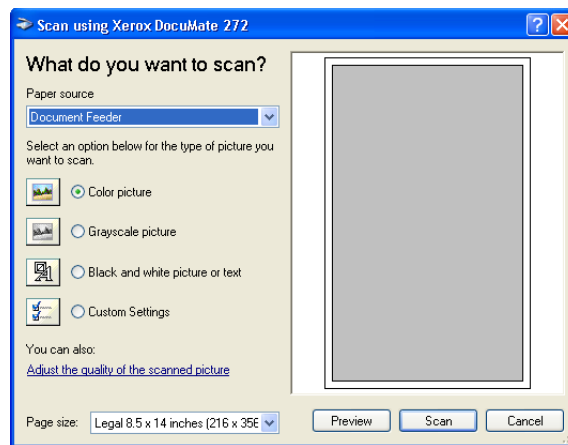 Scan using Xerox DocuMate 272
What do you want to scan?
Paper source
Document Feeder
Select an option below for the type of picture you
want to scan.
Color picture
Grayscale picture
Black and white picture or text
Custom Settings
You can also:
Adjust the quality of the scanned picture
Page size: Legal 8.5 x 14 inches (216 x 356
Preview Scan Cancel